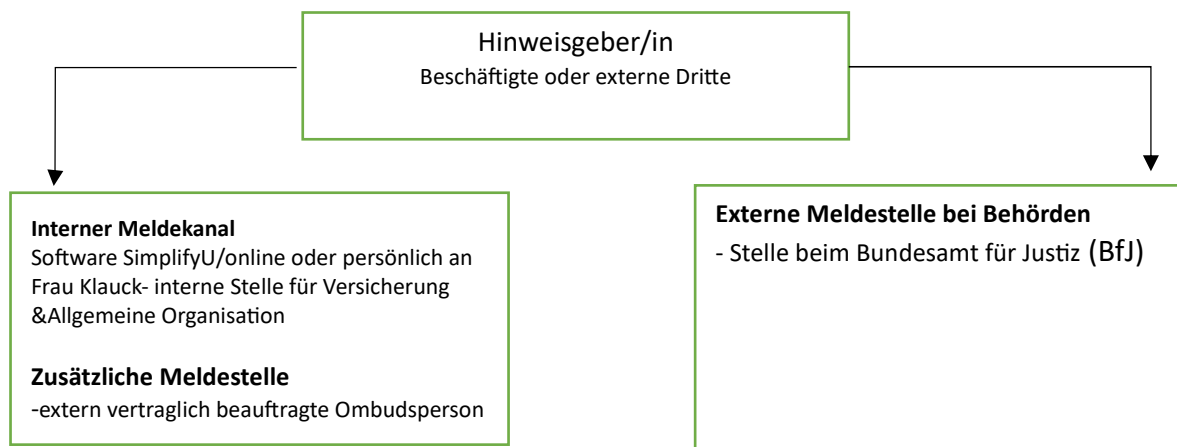 Hinweisgeber/in
Beschäftigte oder externe Dritte
Interner Meldekanal
Software SimplifyU/online oder persönlich an
Frau Klauck- interne Stelle für Versicherung
&Allgemeine Organisation
Zusätzliche Meldestelle
-extern vertraglich beauftragte Ombudsperson
Externe Meldestelle bei Behörden
- Stelle beim Bundesamt für Justiz (BfJ)